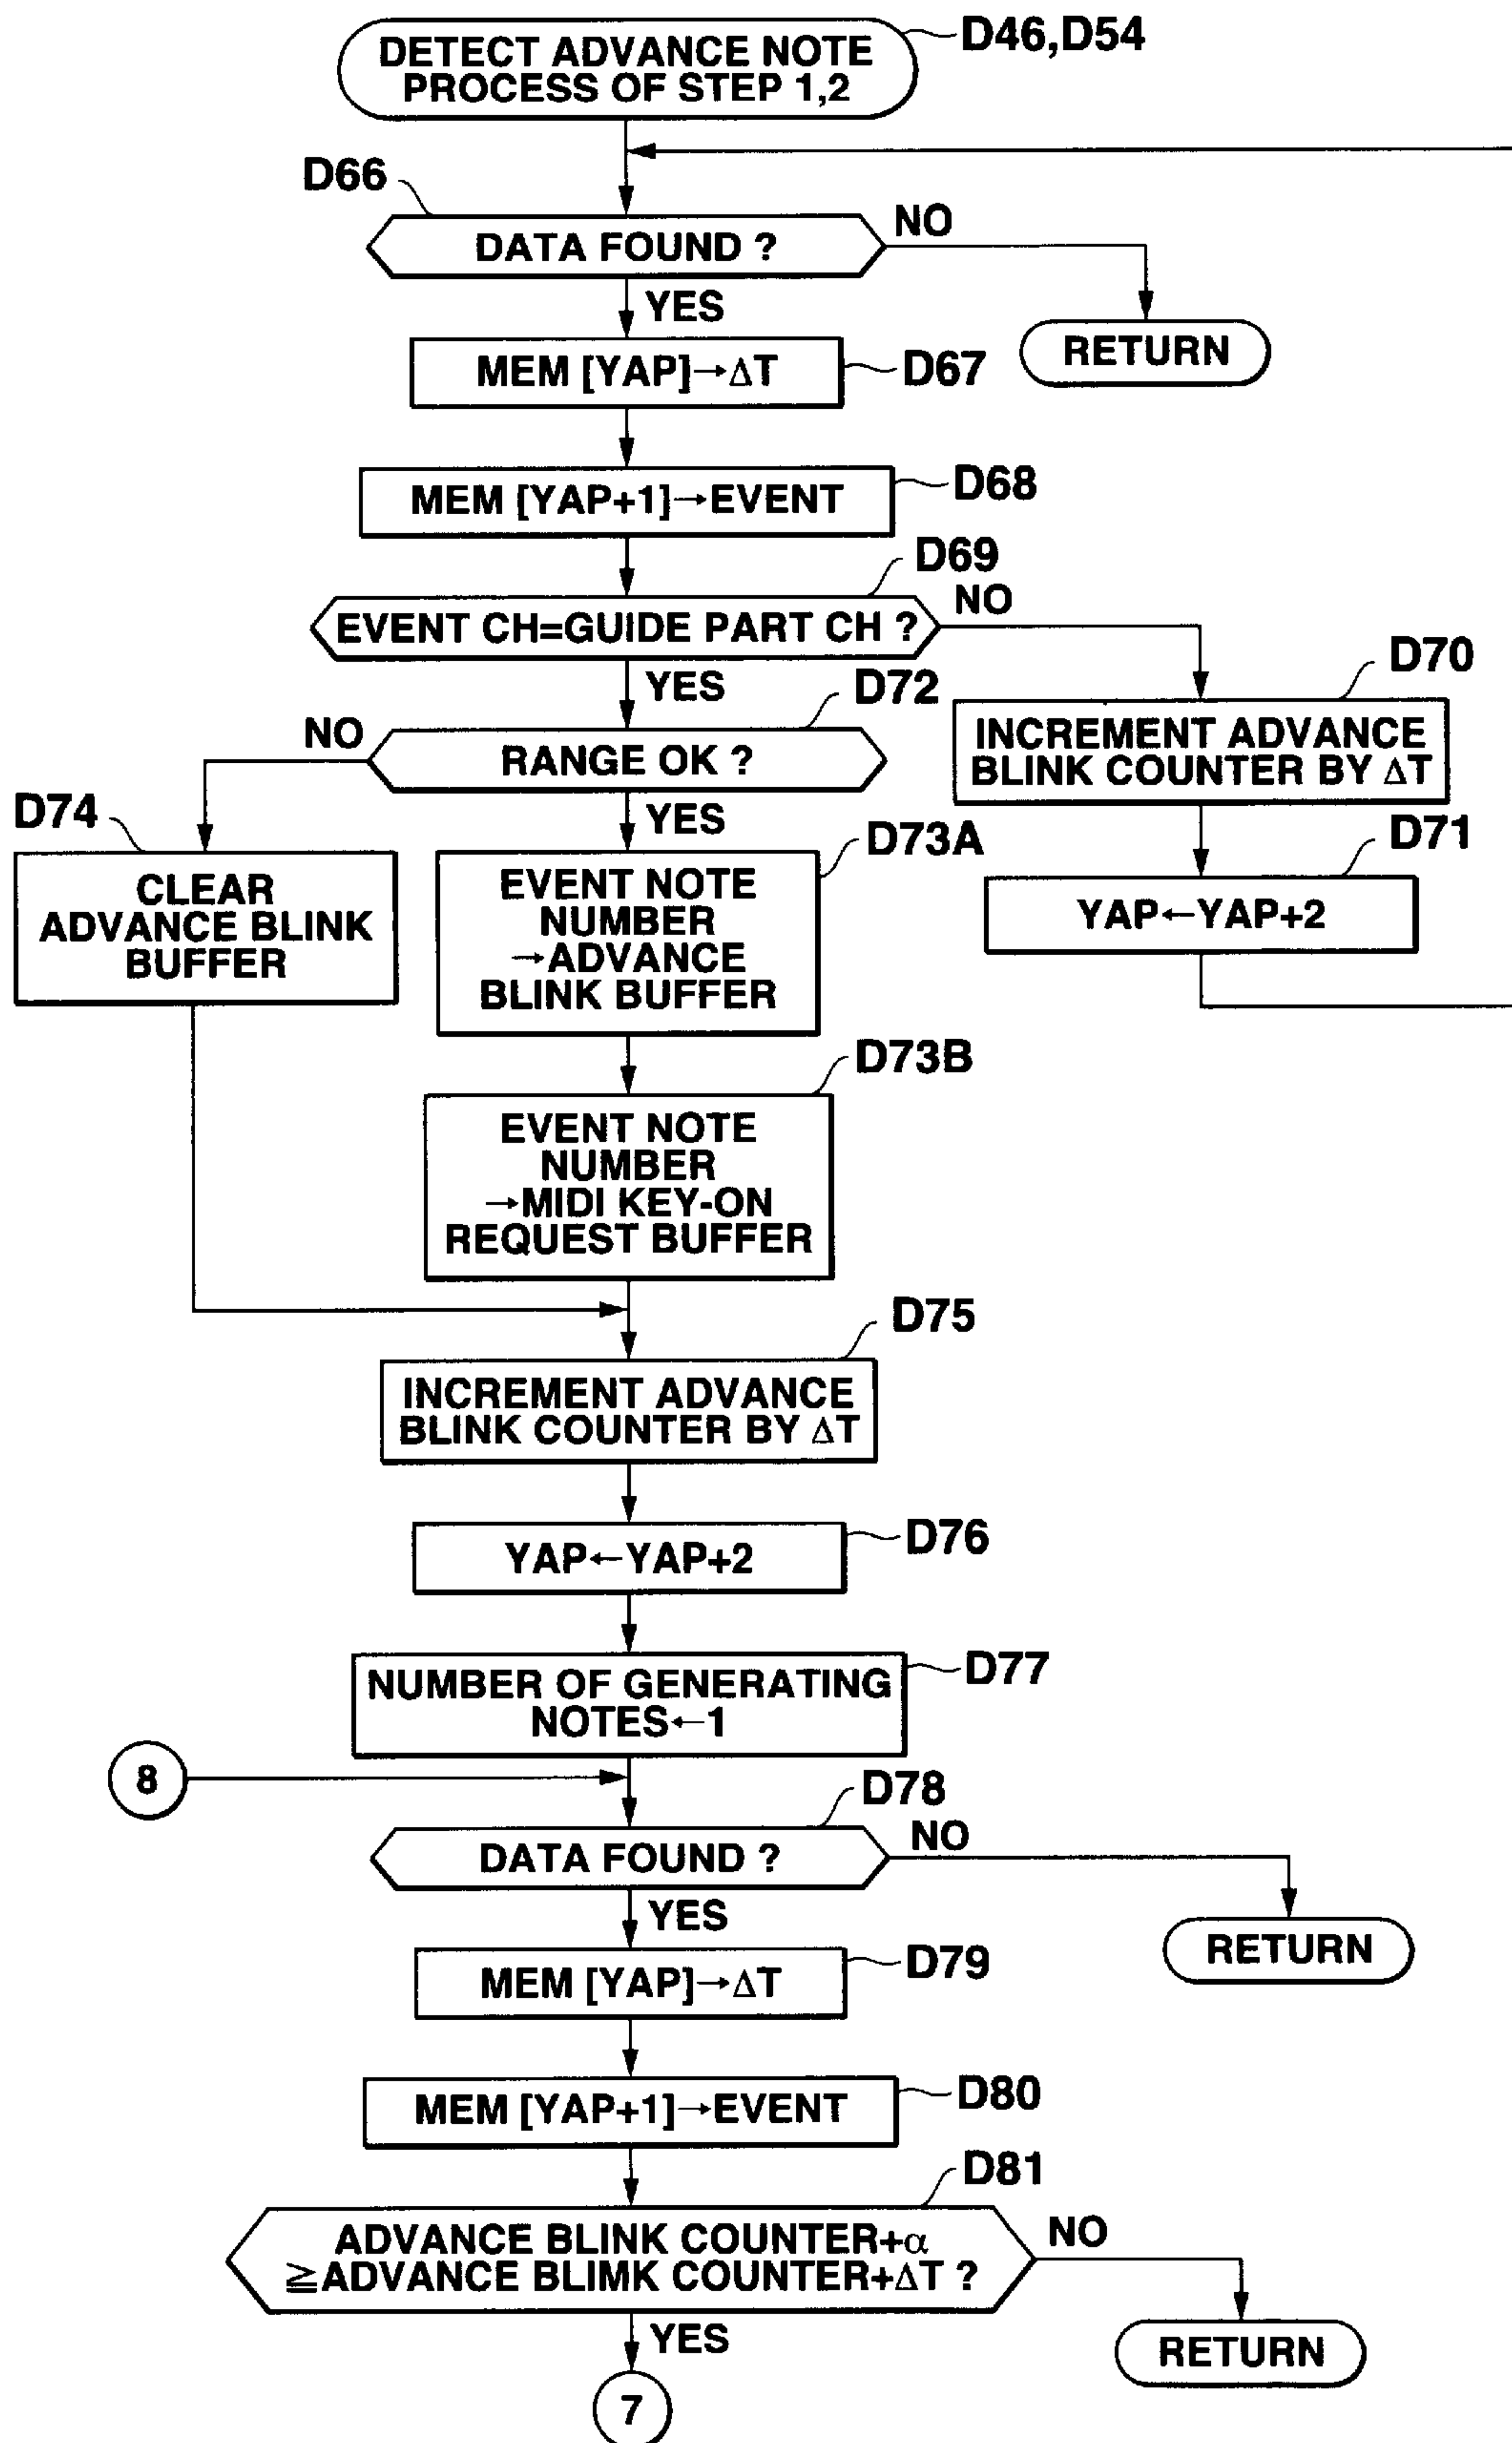 DETECT ADVANCE NOTE
PROCESS OF STEP 1,2
D46,D54
D66
DATA FOUND ?
NO
YES
RETURN
MEM [YAP]→ΔT
D67
MEM [YAP+1]→EVENT
D68
D69
EVENT CH=GUIDE PART CH ?
NO
YES
D70
INCREMENT ADVANCE
BLINK COUNTER BY ΔT
D71
YAP←YAP+2
D72
RANGE OK ?
NO
YES
D74
CLEAR
ADVANCE BLINK
BUFFER
D73A
EVENT NOTE
NUMBER
→ADVANCE
BLINK BUFFER
D73B
EVENT NOTE
NUMBER
→MIDI KEY-ON
REQUEST BUFFER
D75
INCREMENT ADVANCE
BLINK COUNTER BY ΔT
YAP←YAP+2
D76
NUMBER OF GENERATING
NOTES←1
D77
8
D78
DATA FOUND ?
NO
YES
RETURN
MEM [YAP]→ΔT
D79
MEM [YAP+1]→EVENT
D80
D81
ADVANCE BLINK COUNTER+α
≧ADVANCE BLIMK COUNTER+ΔT ?
NO
YES
RETURN
7